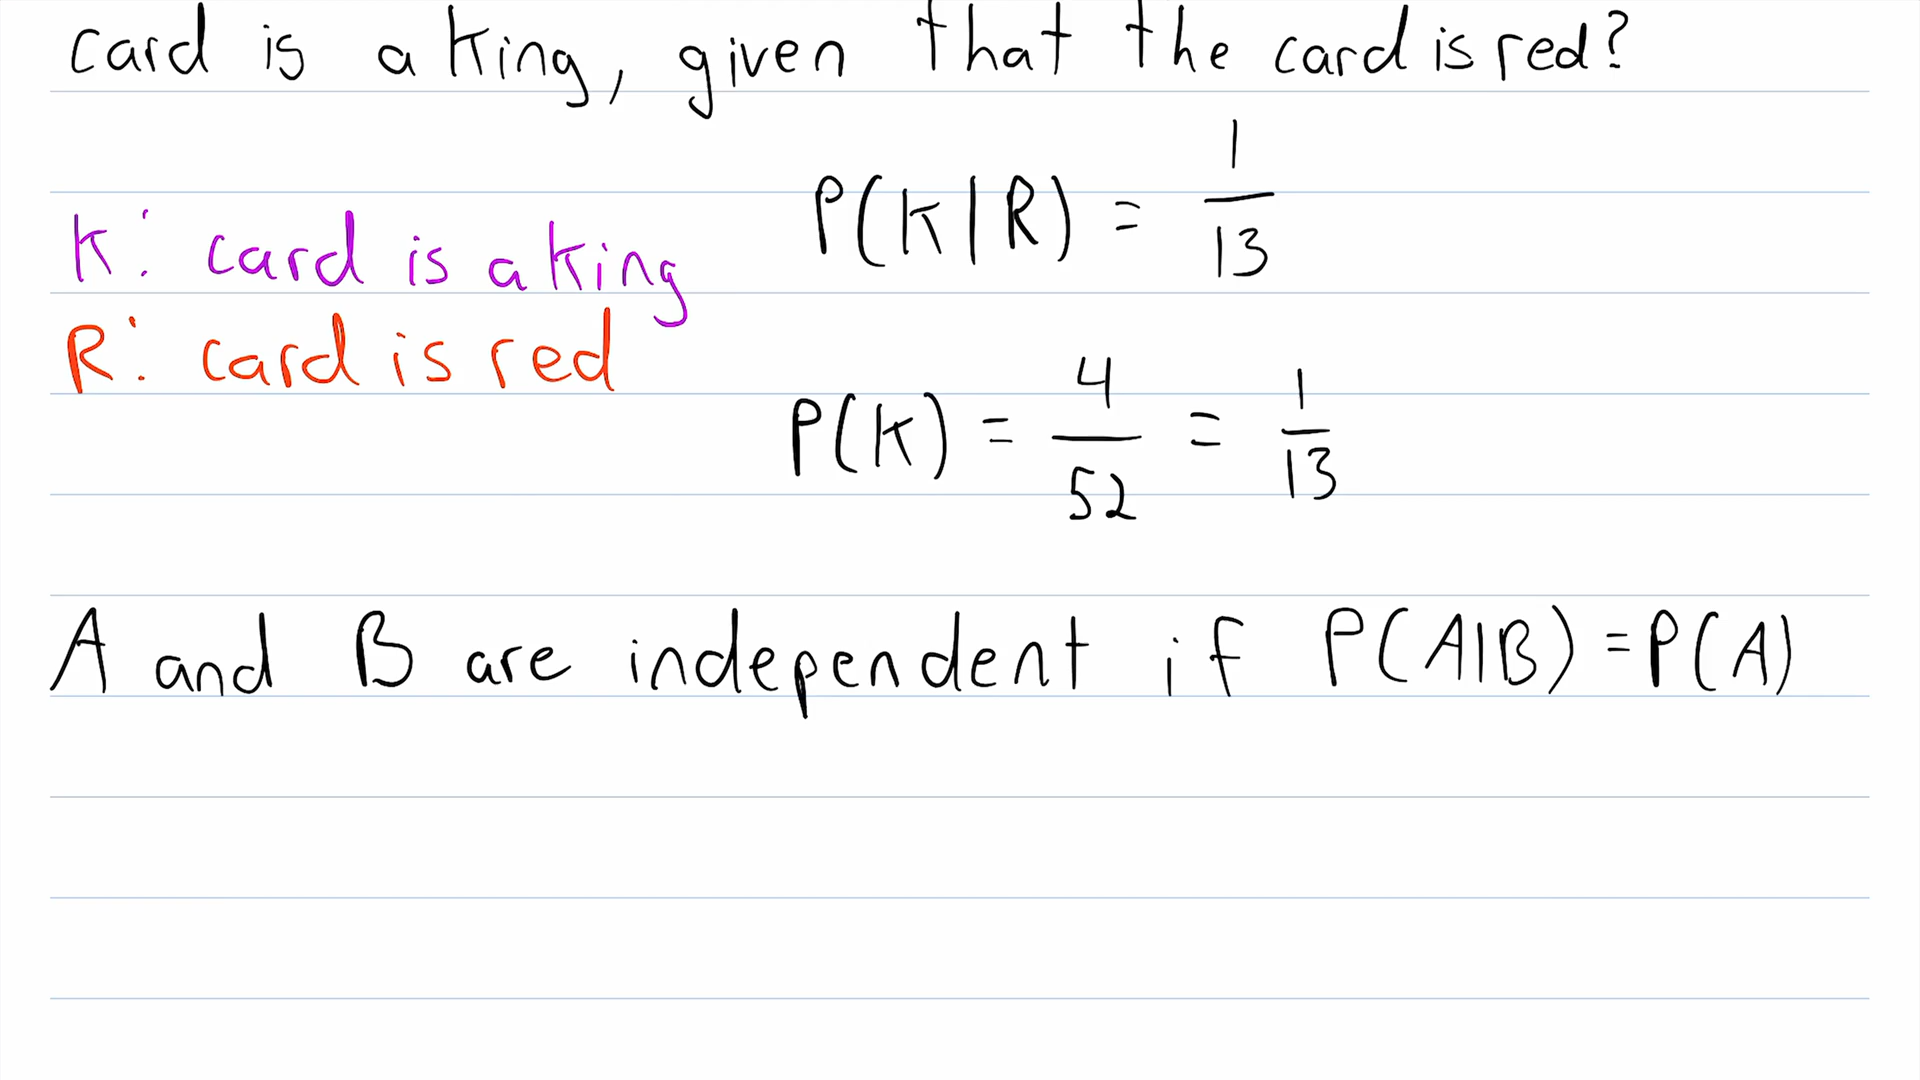 card is a king, given that the card is red?
P(K|R) = 1/13
K: card is a king
R: card is red
P(K) = 4/52 = 1/13
A and B are independent if P(A|B) = P(A)